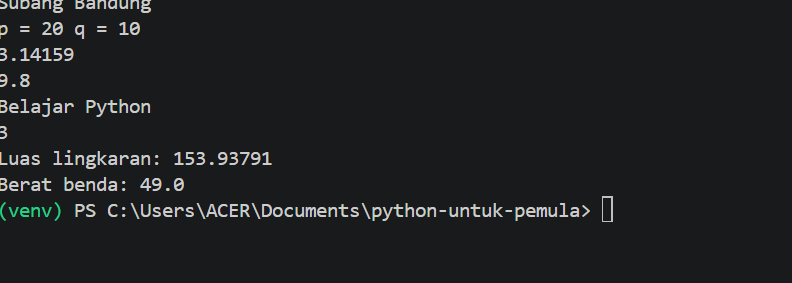 Subang Bandung
p = 20 q = 10
3.14159
9.8
Belajar Python
3
Luas lingkaran: 153.93791
Berat benda: 49.0
(venv) PS C:\Users\ACER\Documents\python-untuk-pemula>